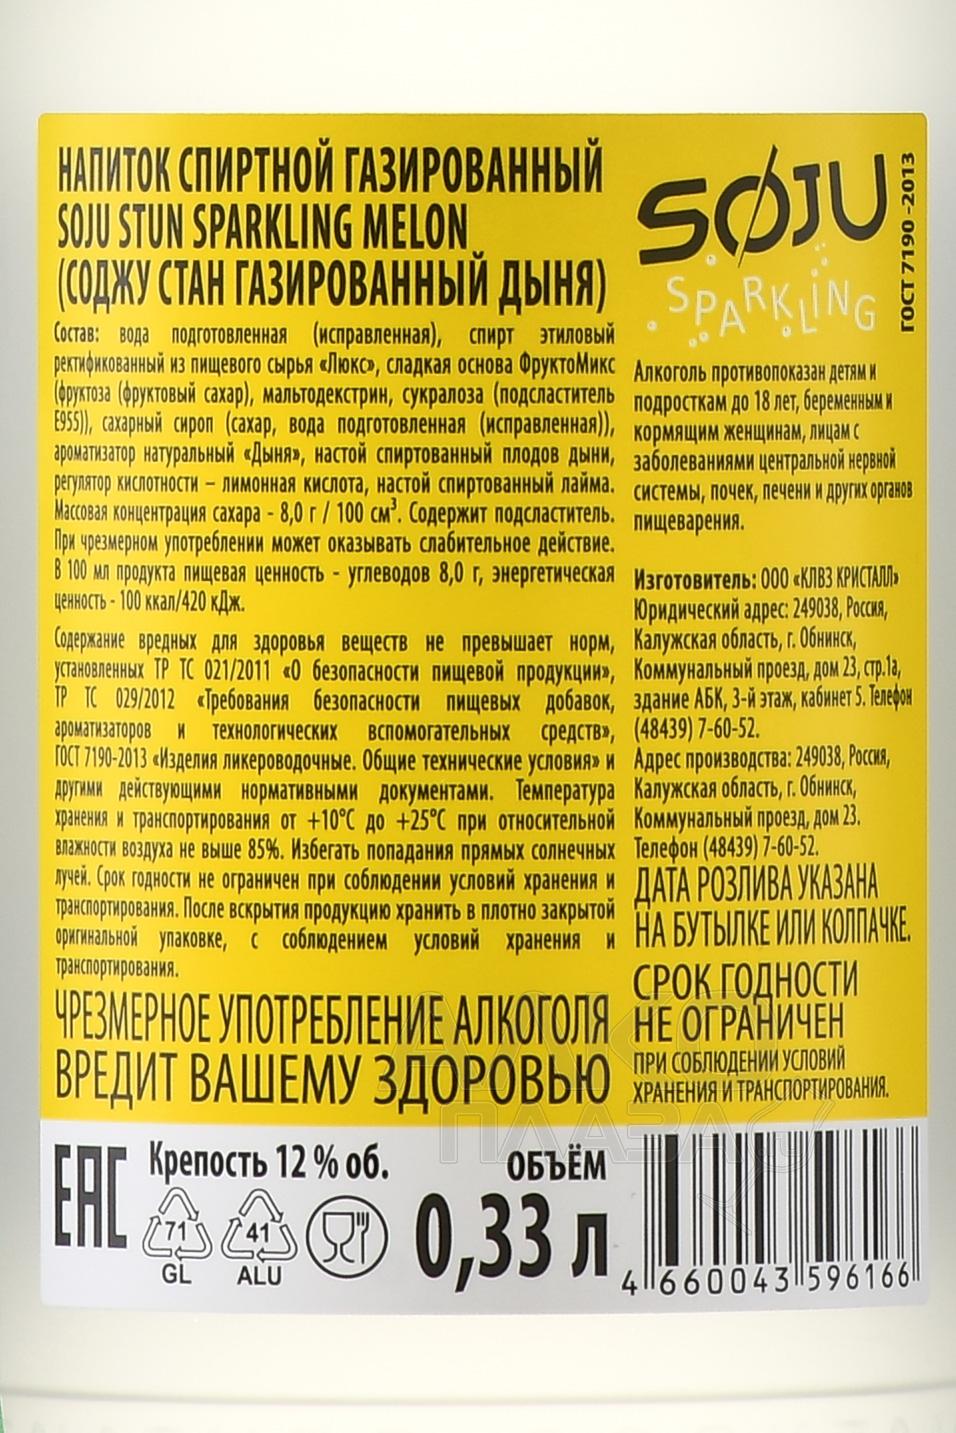 НАПИТОК СПИРТНОЙ ГАЗИРОВАННЫЙ
SOJU STUN SPARKLING MELON
(СОДЖУ СТАН ГАЗИРОВАННЫЙ ДЫНЯ)
Состав: вода подготовленная (исправленная), спирт этиловый
ректификованный из пищевого сырья «Люкс», сладкая основа ФруктоМикс
(фруктоза (фруктовый сахар), мальтодекстрин, сукралоза (подсластитель
Е955)), сахарный сироп (сахар, вода подготовленная (исправленная)),
ароматизатор натуральный «Дыня», настой спиртованный плодов дыни,
регулятор кислотности – лимонная кислота, настой спиртованный лайма.
Массовая концентрация сахара - 8,0 г / 100 см³. Содержит подсластитель.
При чрезмерном употреблении может оказывать слабительное действие.
В 100 мл продукта пищевая ценность - углеводов 8,0 г, энергетическая
ценность - 100 ккал/420 кДж.
Содержание вредных для здоровья веществ не превышает норм,
установленных ТР ТС 021/2011 «О безопасности пищевой продукции»,
ТР ТС 029/2012 «Требования безопасности пищевых добавок,
ароматизаторов и технологических вспомогательных средств»,
ГОСТ 7190-2013 «Изделия ликероводочные. Общие технические условия» и
другими действующими нормативными документами. Температура
хранения и транспортирования от +10°С до +25°С при относительной
влажности воздуха не выше 85%. Избегать попадания прямых солнечных
лучей. Срок годности не ограничен при соблюдении условий хранения и
транспортирования. После вскрытия продукцию хранить в плотно закрытой
оригинальной упаковке, с соблюдением условий хранения и
транспортирования.
ЧРЕЗМЕРНОЕ УПОТРЕБЛЕНИЕ АЛКОГОЛЯ
ВРЕДИТ ВАШЕМУ ЗДОРОВЬЮ
SØJU
SPARKLING
ГОСТ 7190-2013
Алкоголь противопоказан детям и
подросткам до 18 лет, беременным и
кормящим женщинам, лицам с
заболеваниями центральной нервной
системы, почек, печени и других органов
пищеварения.
Изготовитель: ООО «КЛВЗ КРИСТАЛЛ»
Юридический адрес: 249038, Россия,
Калужская область, г. Обнинск,
Коммунальный проезд, дом 23, стр.1а,
здание АБК, 3-й этаж, кабинет 5. Телефон
(48439) 7-60-52.
Адрес производства: 249038, Россия,
Калужская область, г. Обнинск,
Коммунальный проезд, дом 23.
Телефон (48439) 7-60-52.
ДАТА РОЗЛИВА УКАЗАНА
НА БУТЫЛКЕ ИЛИ КОЛПАЧКЕ.
СРОК ГОДНОСТИ
НЕ ОГРАНИЧЕН
ПРИ СОБЛЮДЕНИИ УСЛОВИЙ
ХРАНЕНИЯ И ТРАНСПОРТИРОВАНИЯ.
АЛКО
ПЛАЗА
EAC
Крепость 12 % об.
71
GL
41
ALU
ОБЪЁМ
0,33 л
4 660043 596166